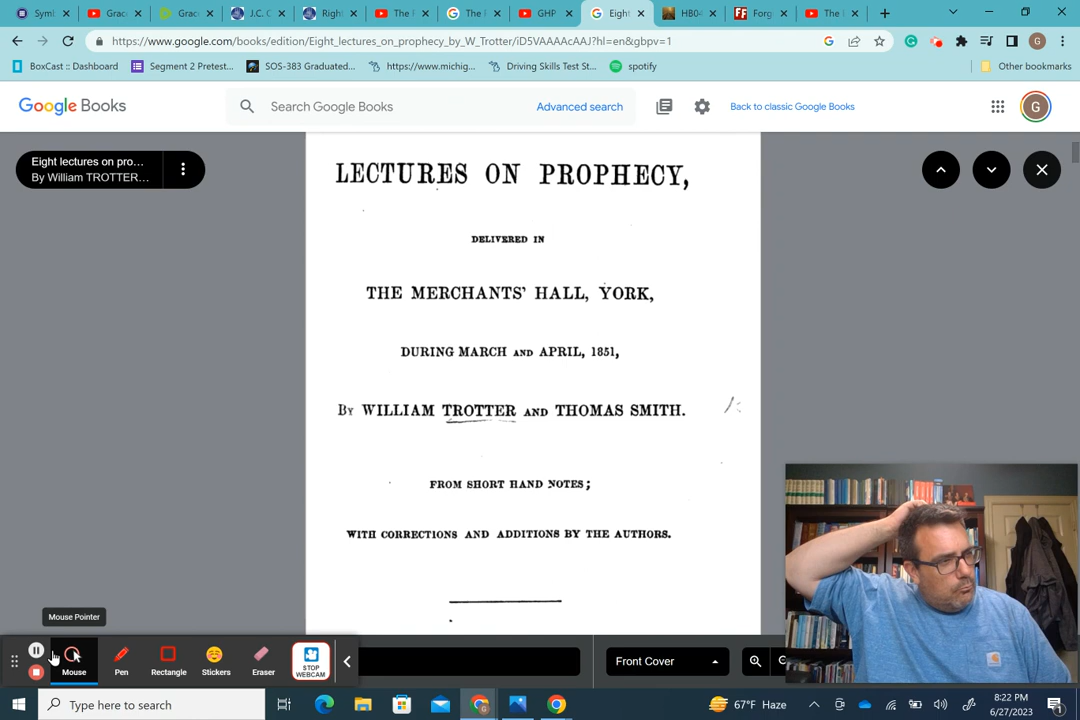 Symb
Grace
Grace
J.C. C
Right
The F
The F
GHP
Eight
HB04
Forg
The L
https://www.google.com/books/edition/Eight_lectures_on_prophecy_by_W_Trotter/iD5VAAAAcAAJ?hl=en&gbpv=1
BoxCast :: Dashboard
Segment 2 Pretest...
SOS-383 Graduated...
https://www.michig...
Driving Skills Test St...
spotify
Other bookmarks
Google Books
Search Google Books
Advanced search
Back to classic Google Books
G
Eight lectures on pro...
By William TROTTER...
LECTURES ON PROPHECY,
DELIVERED IN
THE MERCHANTS' HALL, YORK,
DURING MARCH AND APRIL, 1851,
BY WILLIAM TROTTER AND THOMAS SMITH.
FROM SHORT HAND NOTES;
WITH CORRECTIONS AND ADDITIONS BY THE AUTHORS.
Mouse Pointer
Mouse
Pen
Rectangle
Stickers
Eraser
STOP
WEBCAM
Front Cover
Type here to search
67°F Haze
8:22 PM
6/27/2023